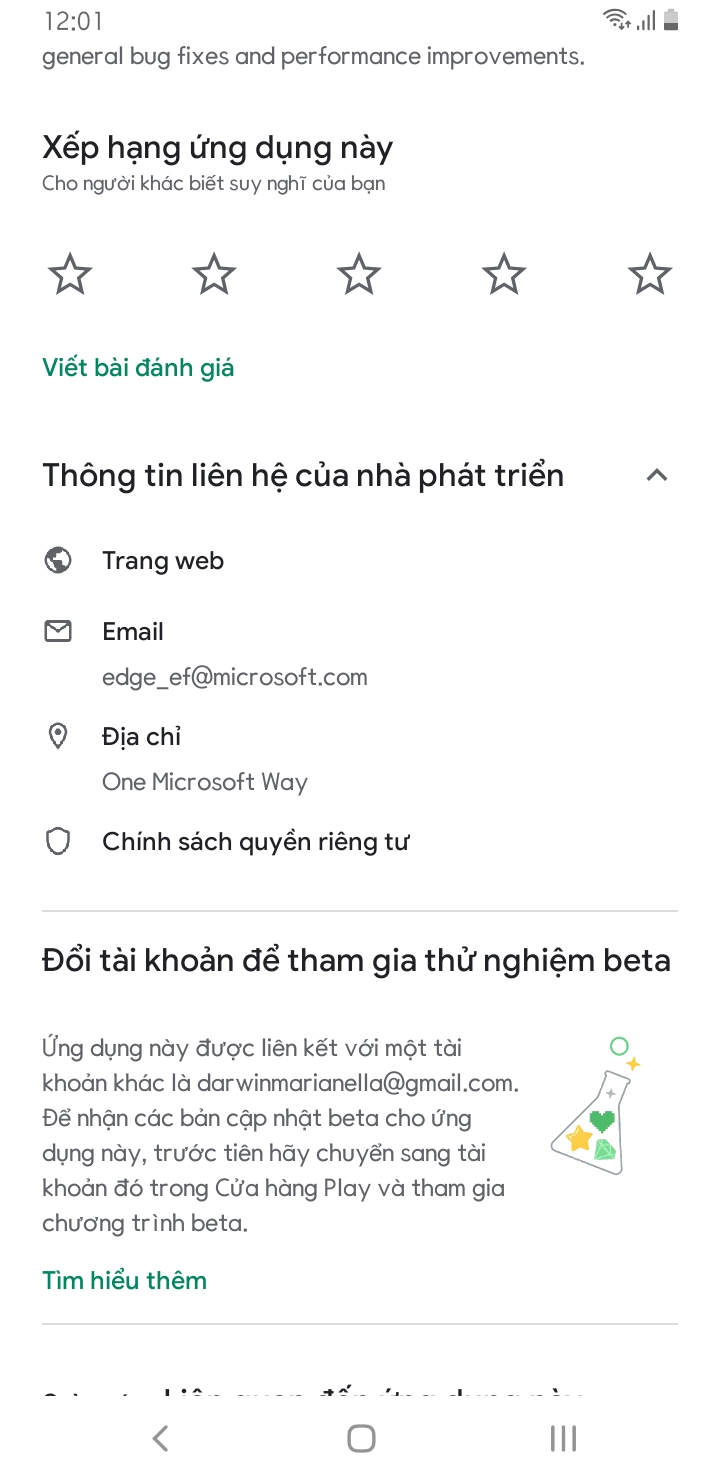 12:01
general bug fixes and performance improvements.
Xếp hạng ứng dụng này
Cho người khác biết suy nghĩ của bạn
Viết bài đánh giá
Thông tin liên hệ của nhà phát triển
Trang web
Email
edge_ef@microsoft.com
Địa chỉ
One Microsoft Way
Chính sách quyền riêng tư
Đổi tài khoản để tham gia thử nghiệm beta
Ứng dụng này được liên kết với một tài
khoản khác là darwinmarianella@gmail.com.
Để nhận các bản cập nhật beta cho ứng
dụng này, trước tiên hãy chuyển sang tài
khoản đó trong Cửa hàng Play và tham gia
chương trình beta.
Tìm hiểu thêm